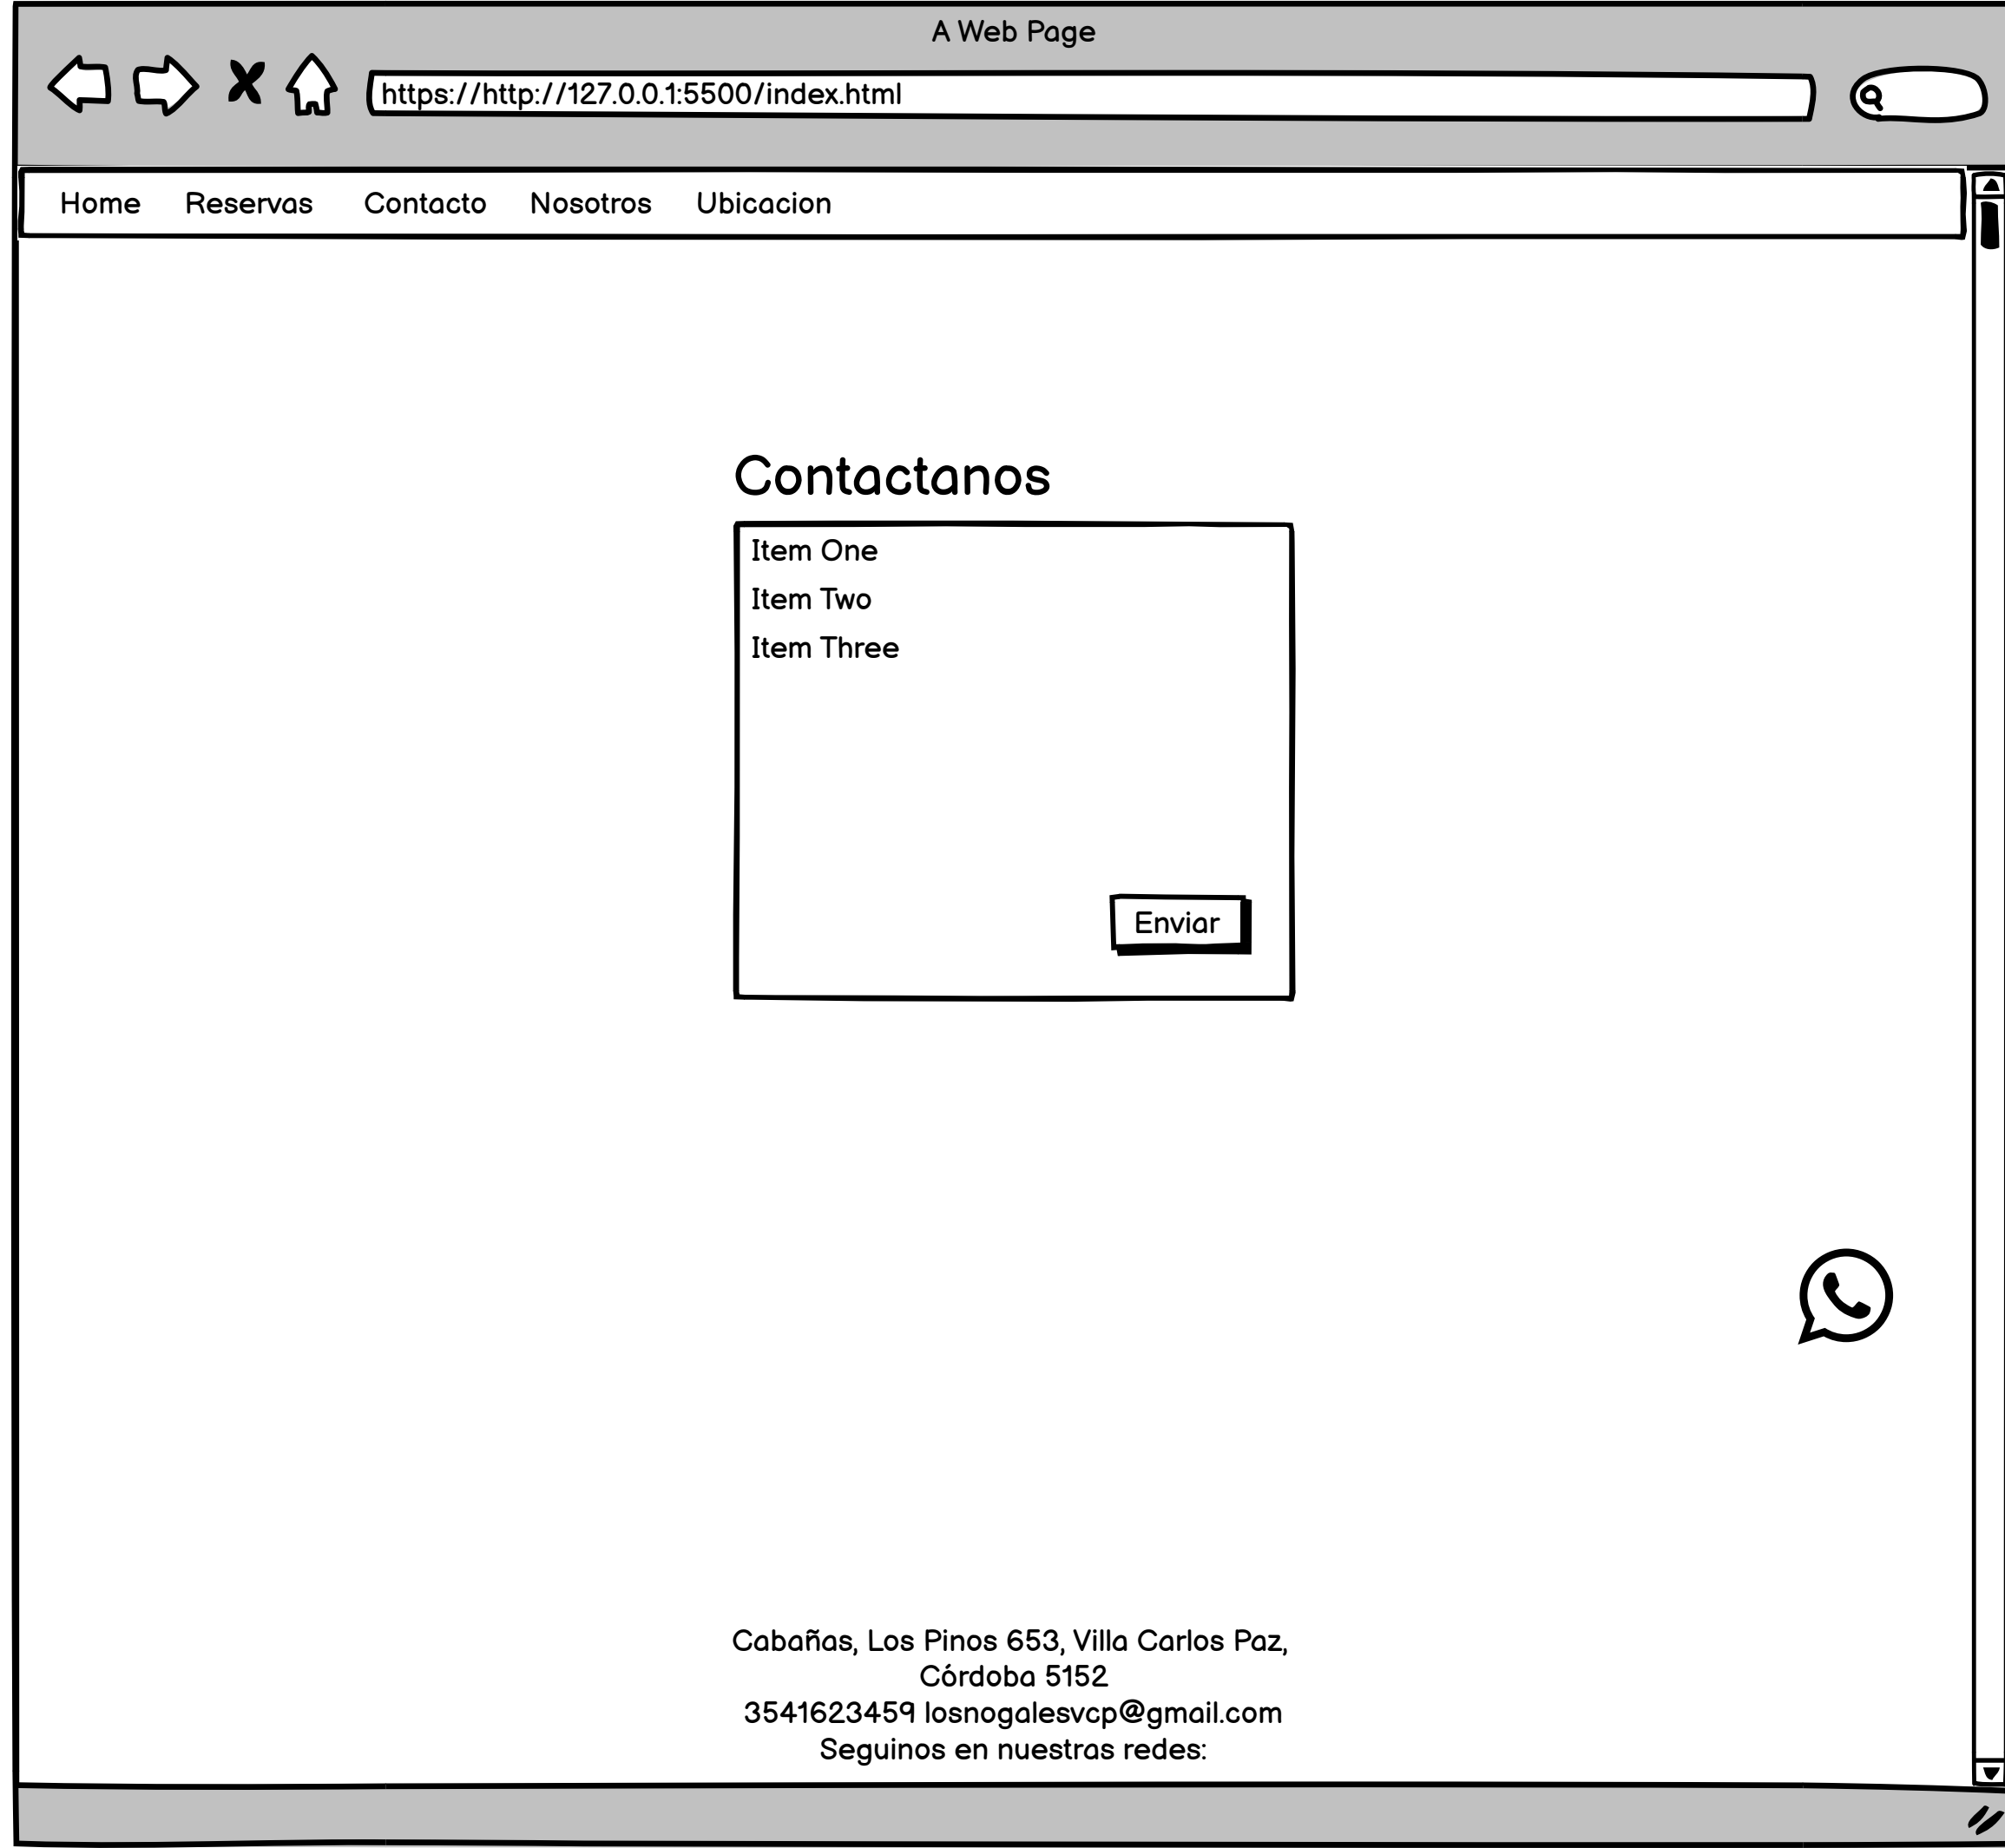 A Web Page
https://http://127.0.0.1:5500/index.html
Home Reservas Contacto Nosotros Ubicacion
Contactanos
Item One
Item Two
Item Three
Enviar
Cabañas, Los Pinos 653, Villa Carlos Paz,
Córdoba 5152
3541623459 losnogalesvcp@gmail.com
Seguinos en nuestras redes: